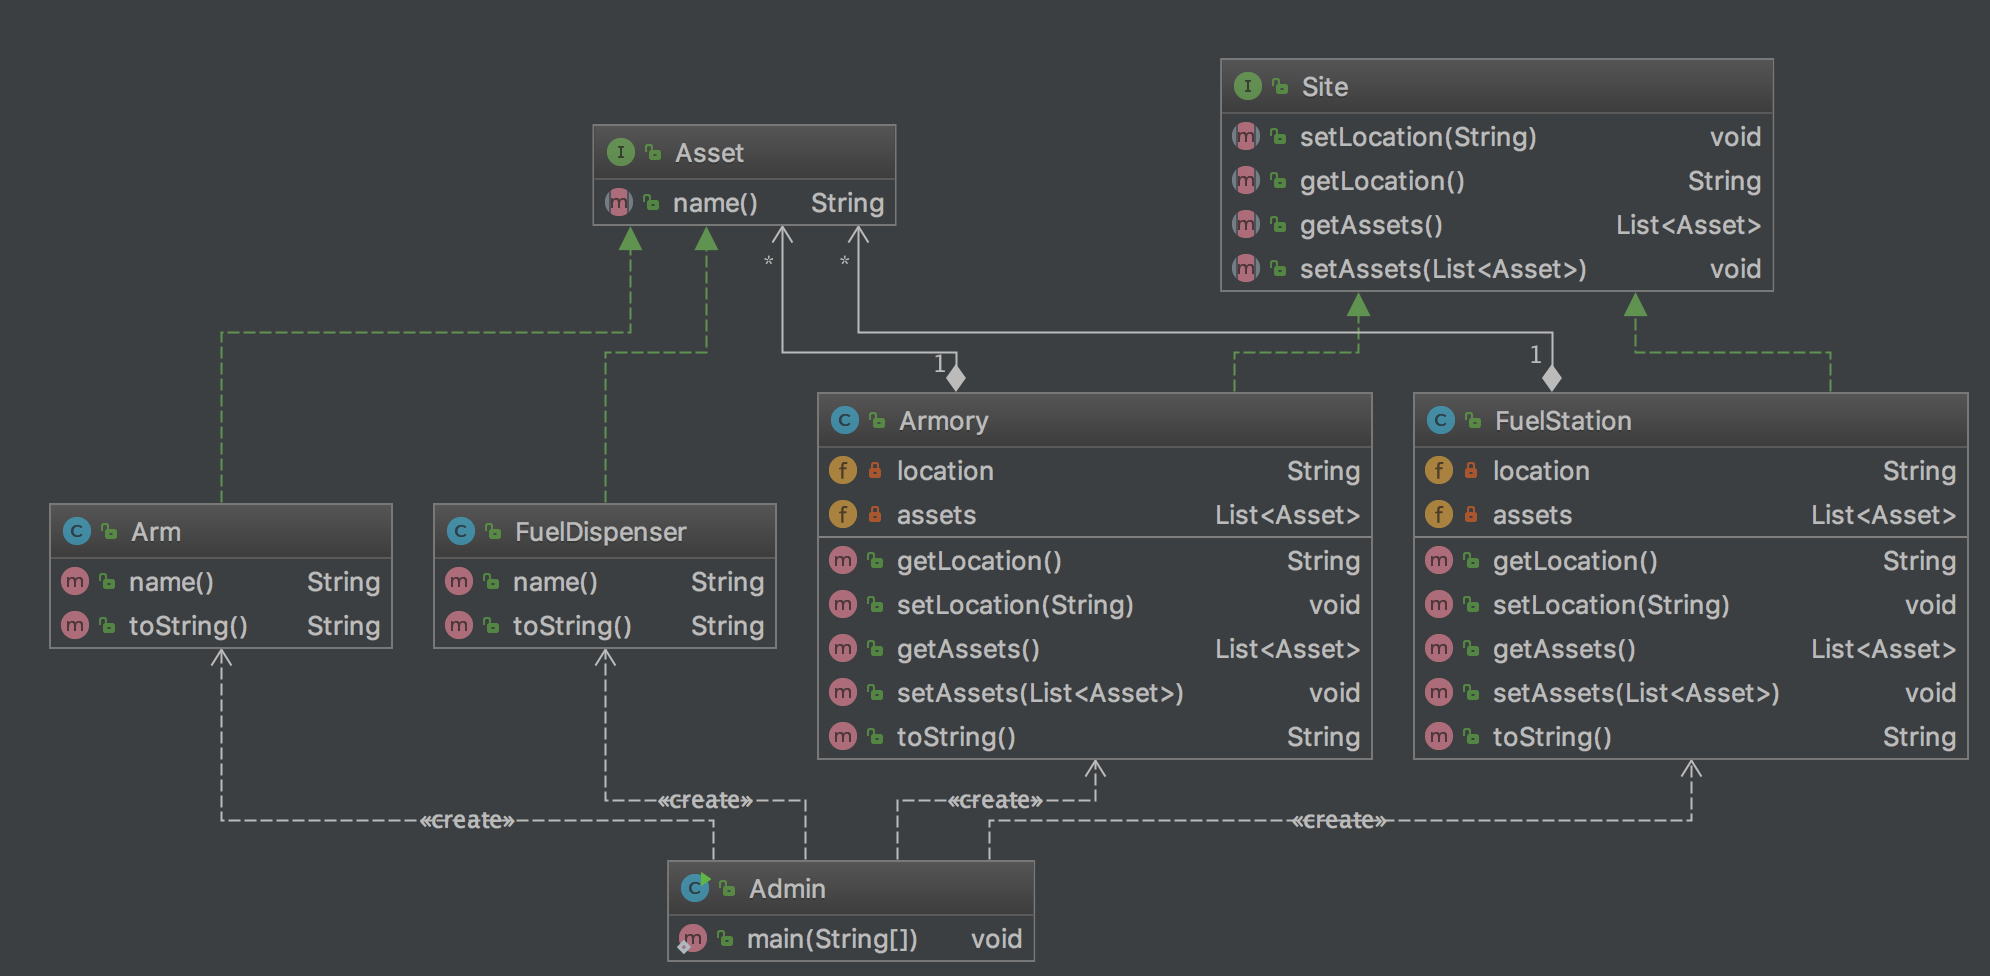 Site
setLocation(String) void
getLocation() String
getAssets() List<Asset>
setAssets(List<Asset>) void
Asset
name() String
*
*
1
1
Armory
location String
assets List<Asset>
getLocation() String
setLocation(String) void
getAssets() List<Asset>
setAssets(List<Asset>) void
toString() String
FuelStation
location String
assets List<Asset>
getLocation() String
setLocation(String) void
getAssets() List<Asset>
setAssets(List<Asset>) void
toString() String
Arm
name() String
toString() String
FuelDispenser
name() String
toString() String
«create»
«create»
«create»
«create»
Admin
main(String[]) void